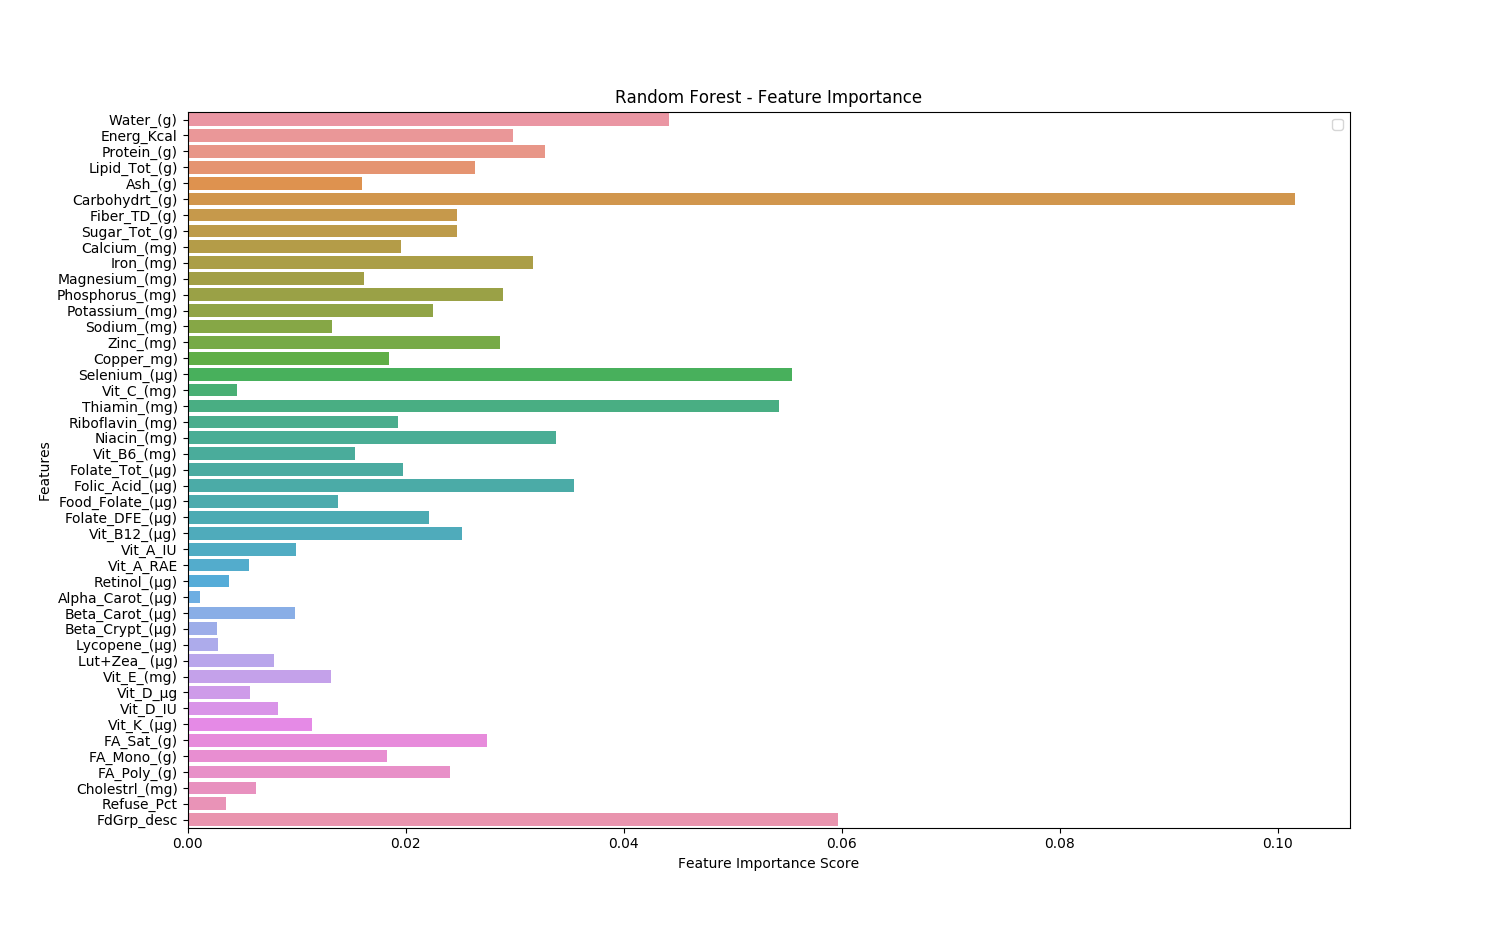 Random Forest - Feature Importance
Features
Water_(g)
Energ_Kcal
Protein_(g)
Lipid_Tot_(g)
Ash_(g)
Carbohydrt_(g)
Fiber_TD_(g)
Sugar_Tot_(g)
Calcium_(mg)
Iron_(mg)
Magnesium_(mg)
Phosphorus_(mg)
Potassium_(mg)
Sodium_(mg)
Zinc_(mg)
Copper_mg)
Selenium_(µg)
Vit_C_(mg)
Thiamin_(mg)
Riboflavin_(mg)
Niacin_(mg)
Vit_B6_(mg)
Folate_Tot_(µg)
Folic_Acid_(µg)
Food_Folate_(µg)
Folate_DFE_(µg)
Vit_B12_(µg)
Vit_A_IU
Vit_A_RAE
Retinol_(µg)
Alpha_Carot_(µg)
Beta_Carot_(µg)
Beta_Crypt_(µg)
Lycopene_(µg)
Lut+Zea_ (µg)
Vit_E_(mg)
Vit_D_µg
Vit_D_IU
Vit_K_(µg)
FA_Sat_(g)
FA_Mono_(g)
FA_Poly_(g)
Cholestrl_(mg)
Refuse_Pct
FdGrp_desc
0.00 0.02 0.04 0.06 0.08 0.10
Feature Importance Score